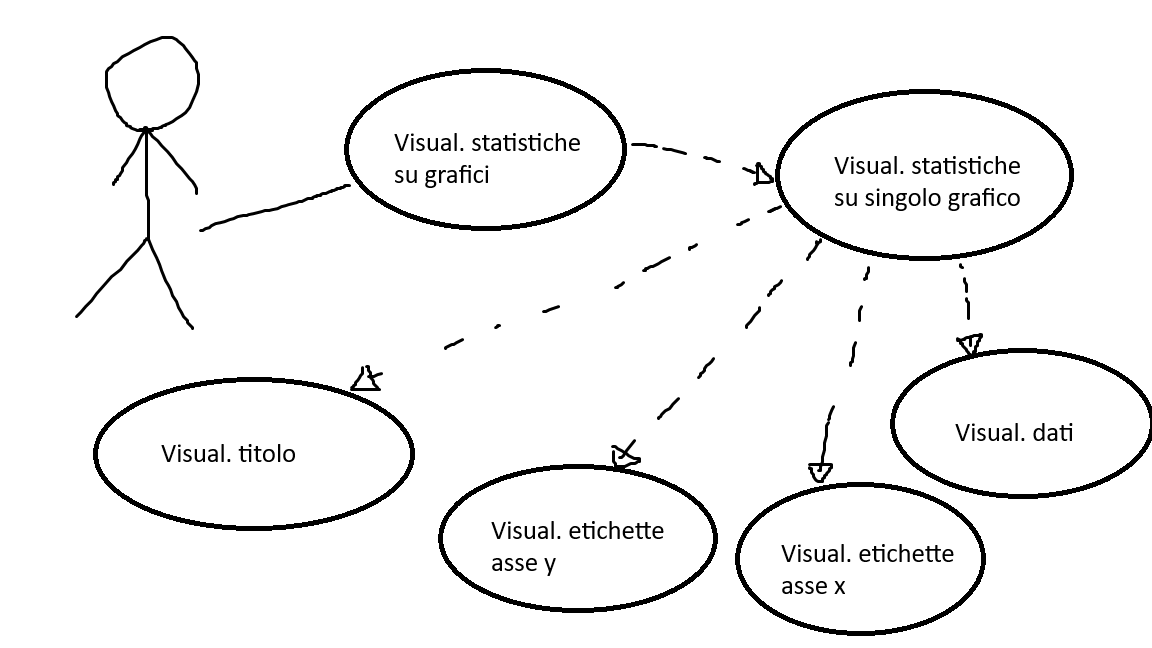 Visual. statistiche
su grafici
Visual. statistiche
su singolo grafico
Visual. titolo
Visual. etichette
asse y
Visual. etichette
asse x
Visual. dati